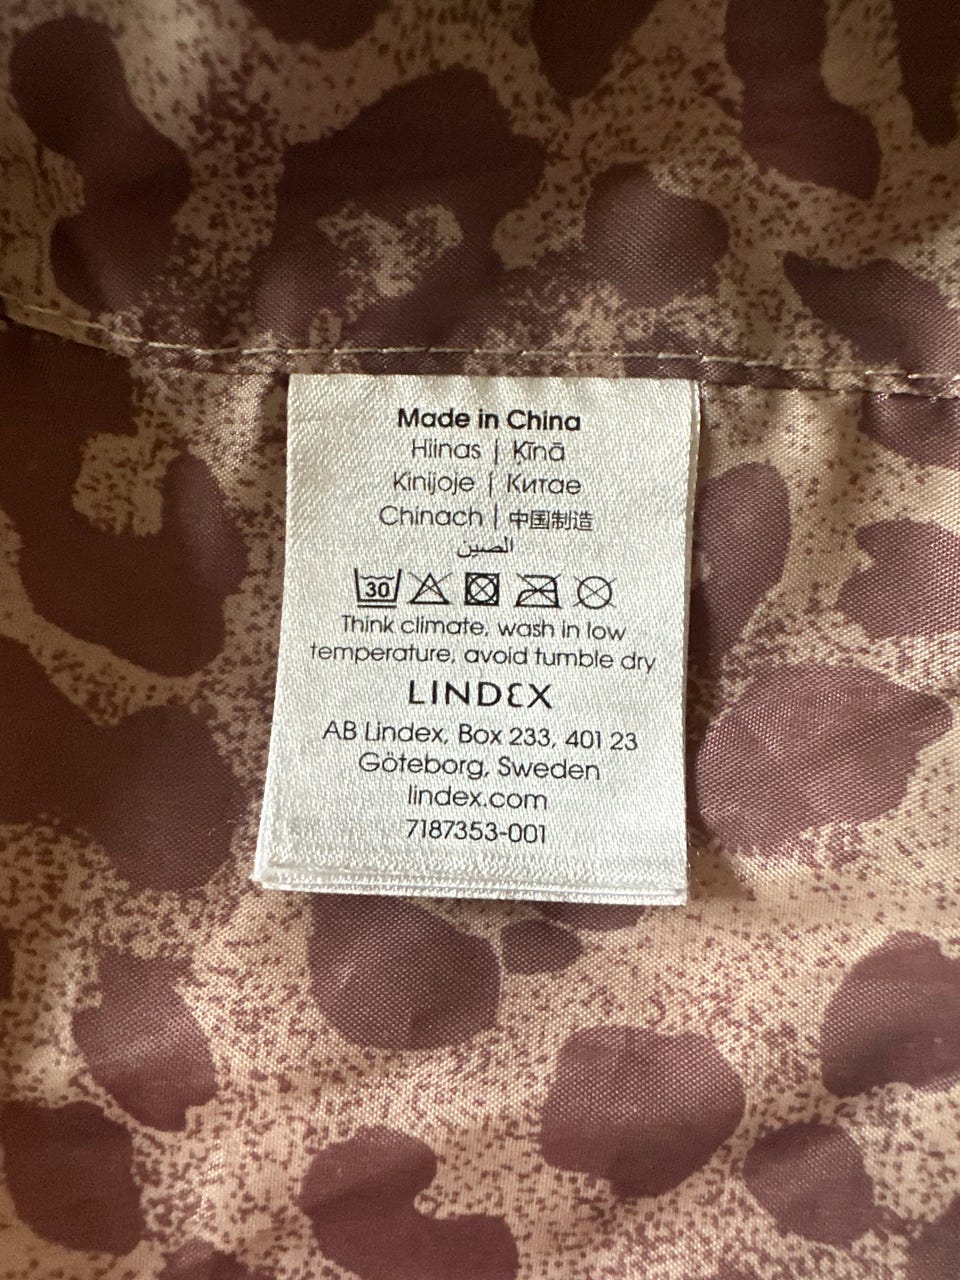 Made in China
Hiinas | Ķīnā
Kinijoje | Китае
Chinach | 中国制造
الصين
30
Think climate, wash in low
temperature, avoid tumble dry
LINDEX
AB Lindex, Box 233, 401 23
Göteborg, Sweden
lindex.com
7187353-001